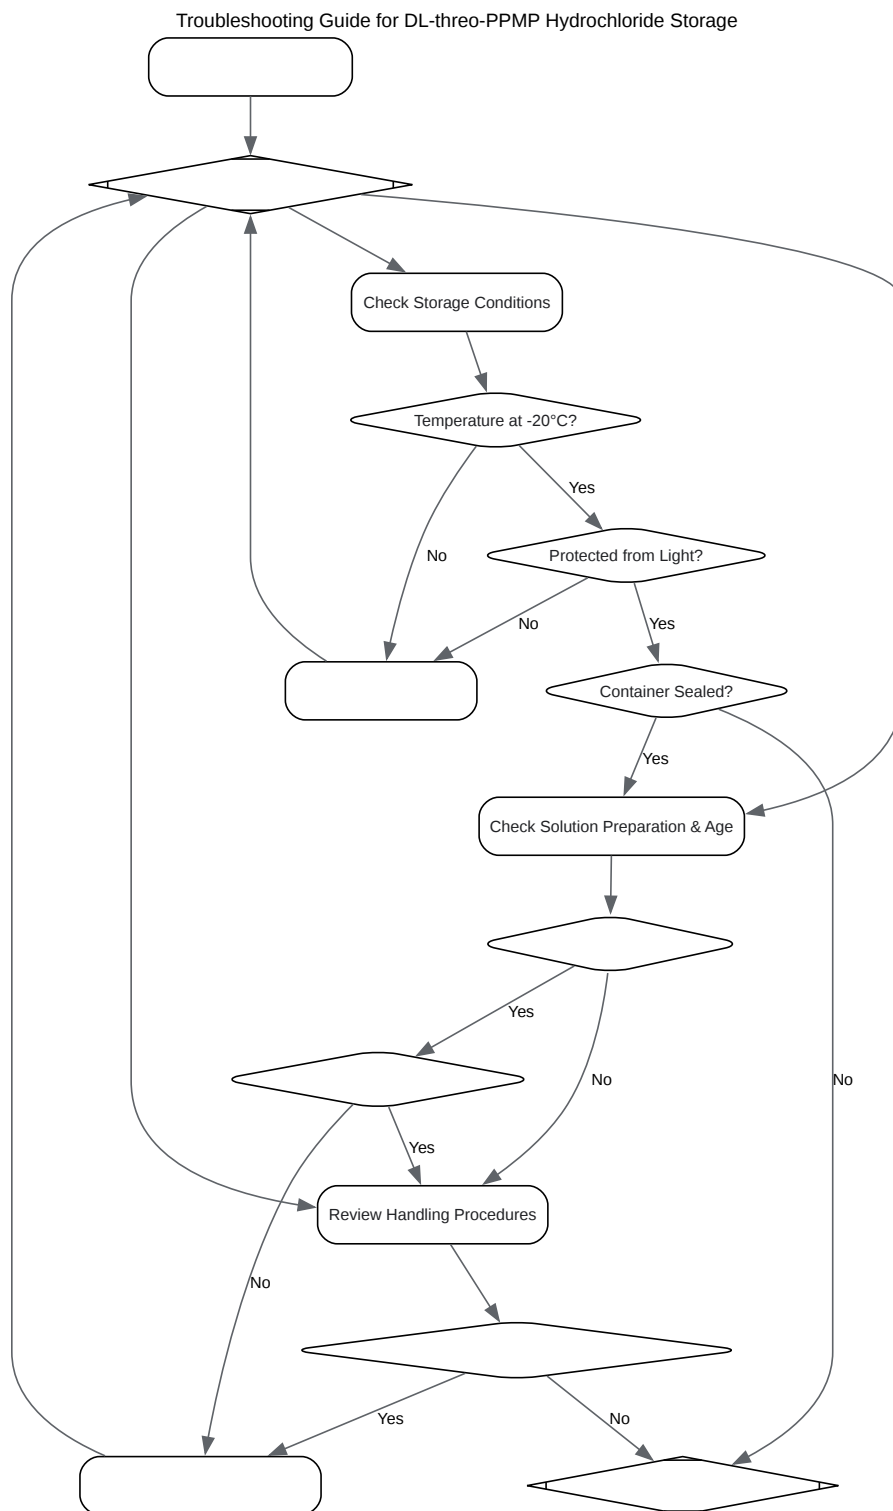 Troubleshooting Guide for DL-threo-PPMP Hydrochloride Storage
Check Storage Conditions
Temperature at -20°C?
Yes
No
Protected from Light?
No
Yes
Container Sealed?
Yes
Check Solution Preparation & Age
Yes
No
No
Yes
Review Handling Procedures
No
Yes
No